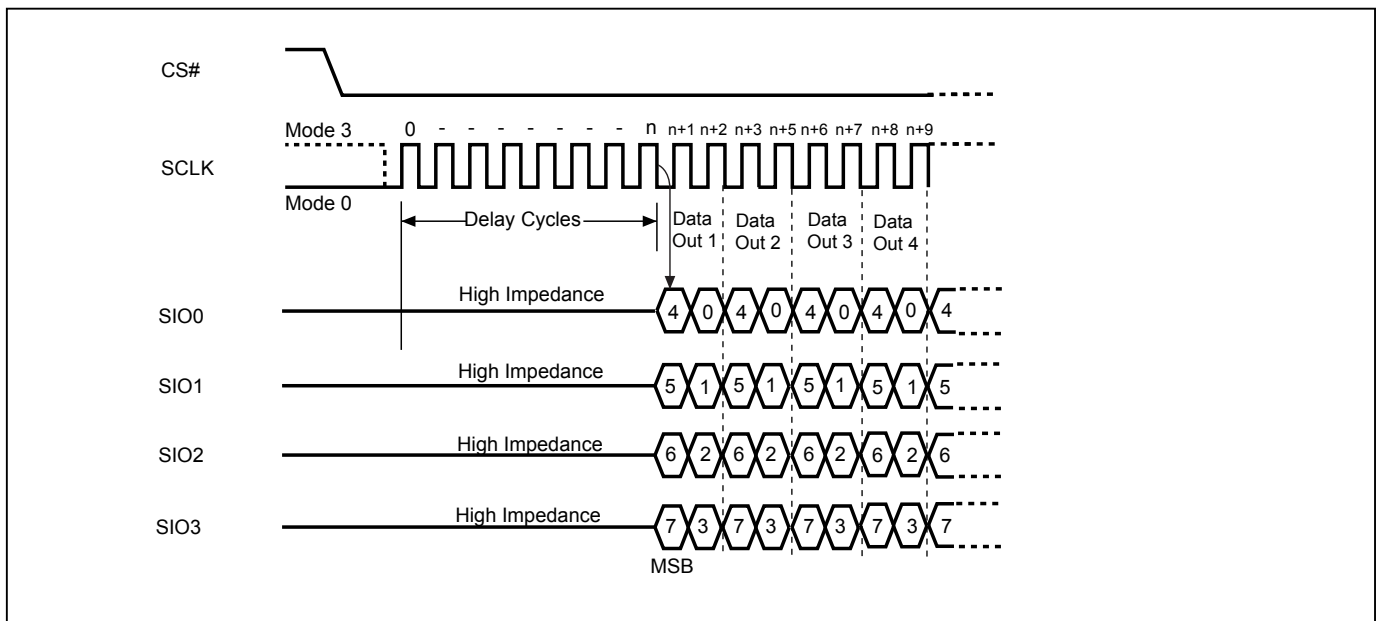 CS#
Mode 3
0 - - - - - - - n n+1 n+2 n+3 n+5 n+6 n+7 n+8 n+9
SCLK
Mode 0
Delay Cycles
Data Out 1
Data Out 2
Data Out 3
Data Out 4
High Impedance
SIO0
4 0 4 0 4 0 4 0 4
High Impedance
SIO1
5 1 5 1 5 1 5 1 5
High Impedance
SIO2
6 2 6 2 6 2 6 2 6
High Impedance
SIO3
7 3 7 3 7 3 7 3 7
MSB